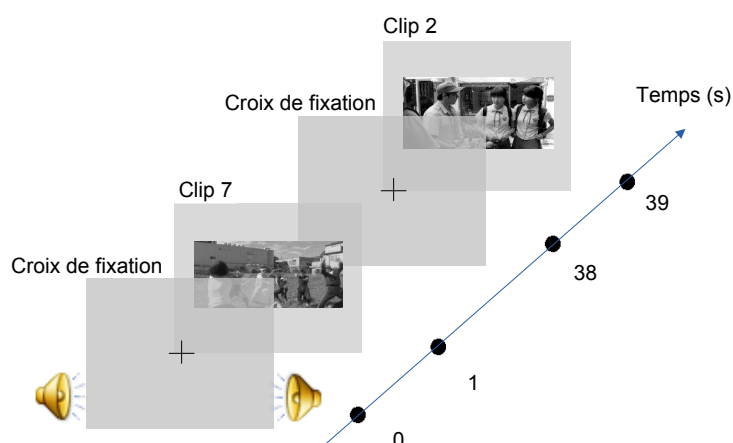 Clip 2
Croix de fixation
Temps (s)
Clip 7
39
Croix de fixation
38
1
0